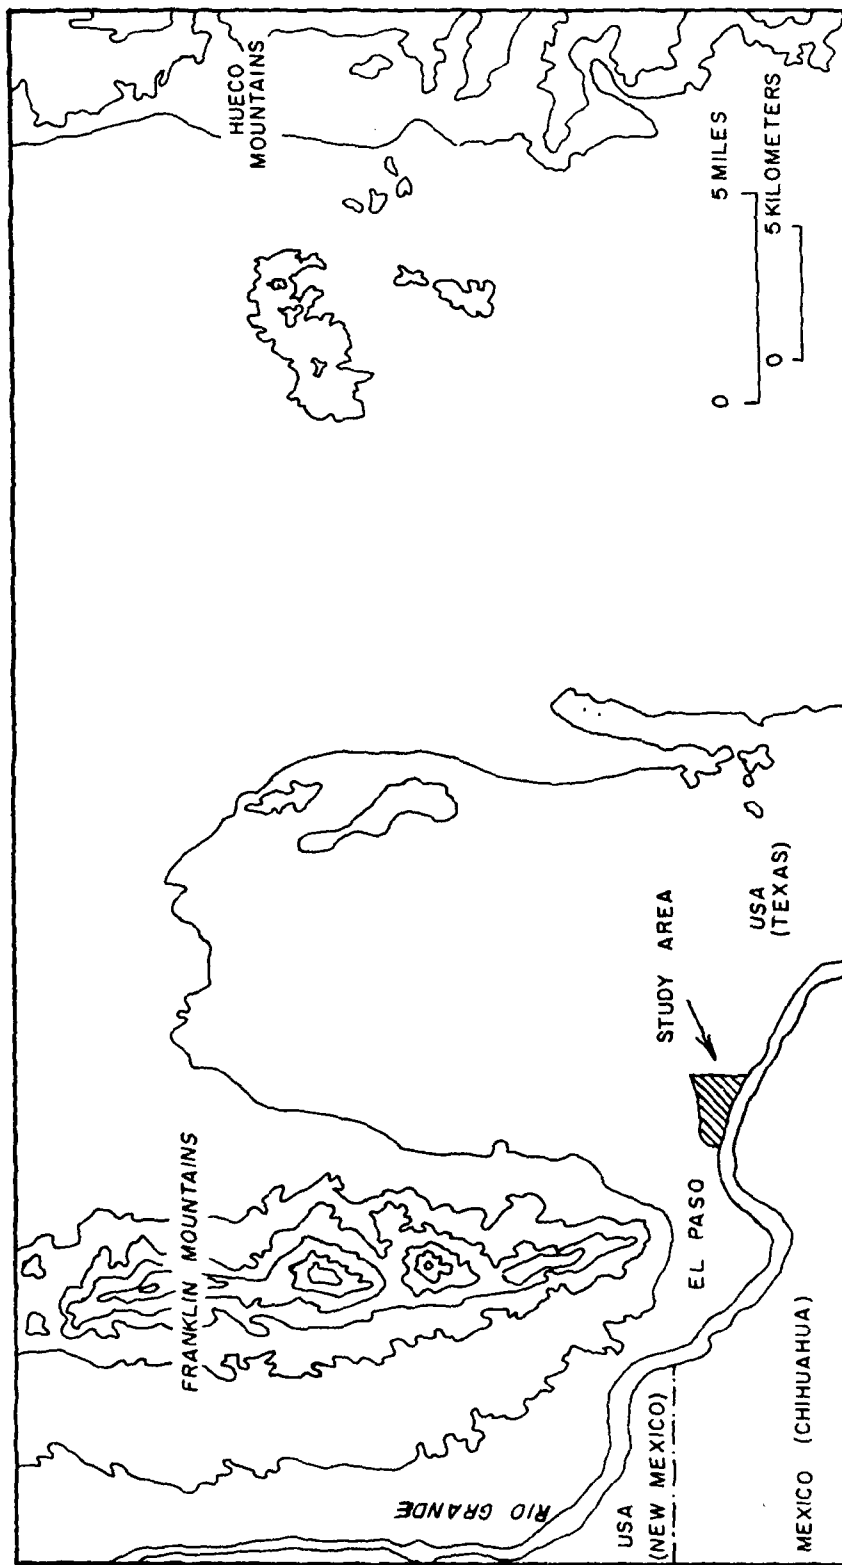 HUECO
MOUNTAINS
FRANKLIN MOUNTAINS
RIO GRANDE
USA
(NEW MEXICO)
EL PASO
MEXICO (CHIHUAHUA)
STUDY AREA
USA
(TEXAS)
0 5 MILES
0 5 KILOMETERS